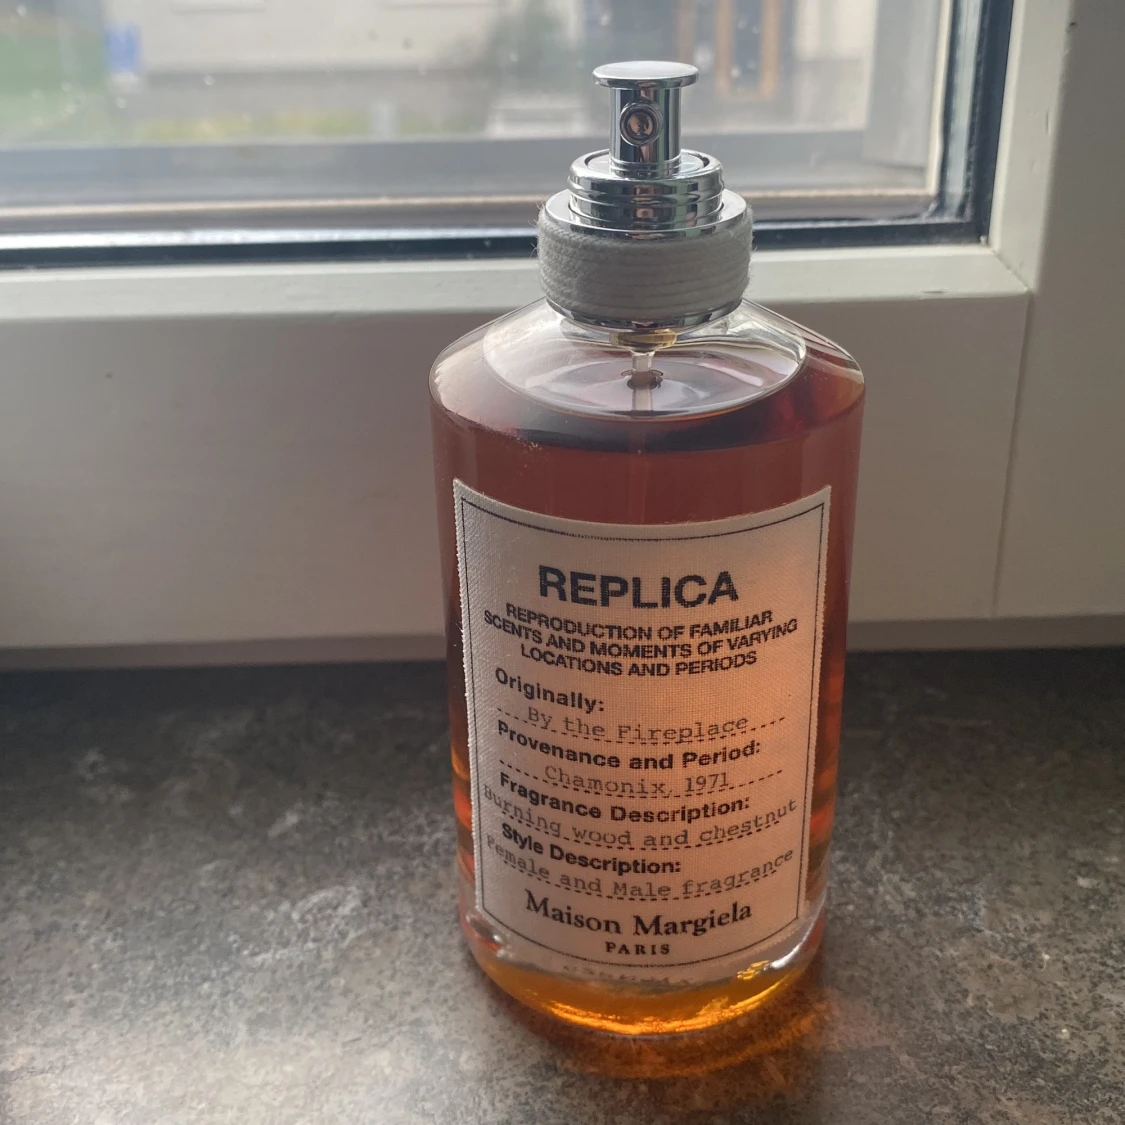 REPLICA
REPRODUCTION OF FAMILIAR
SCENTS AND MOMENTS OF VARYING
LOCATIONS AND PERIODS
Originally:
By the Fireplace
Provenance and Period:
Chamonix, 1971
Fragrance Description:
Burning wood and chestnut
Style Description:
Female and Male fragrance
Maison Margiela
PARIS